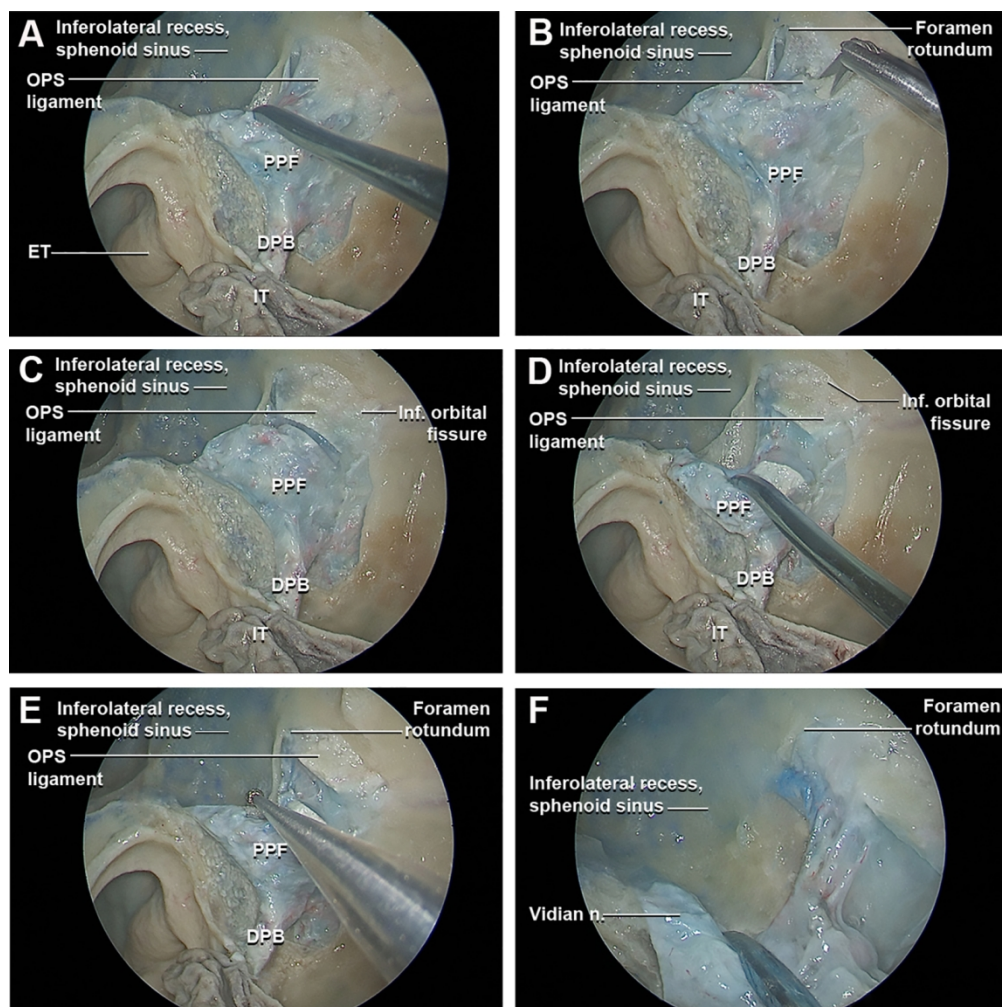 A
Inferolateral recess,
sphenoid sinus
OPS
ligament
PPF
ET
DPB
IT
B
Inferolateral recess,
sphenoid sinus
Foramen
rotundum
OPS
ligament
PPF
DPB
IT
C
Inferolateral recess,
sphenoid sinus
OPS
ligament
Inf. orbital
fissure
PPF
DPB
IT
D
Inferolateral recess,
sphenoid sinus
Inf. orbital
fissure
OPS
ligament
PPF
DPB
IT
E
Inferolateral recess,
sphenoid sinus
Foramen
rotundum
OPS
ligament
PPF
DPB
F
Foramen
rotundum
Inferolateral recess,
sphenoid sinus
Vidian n.